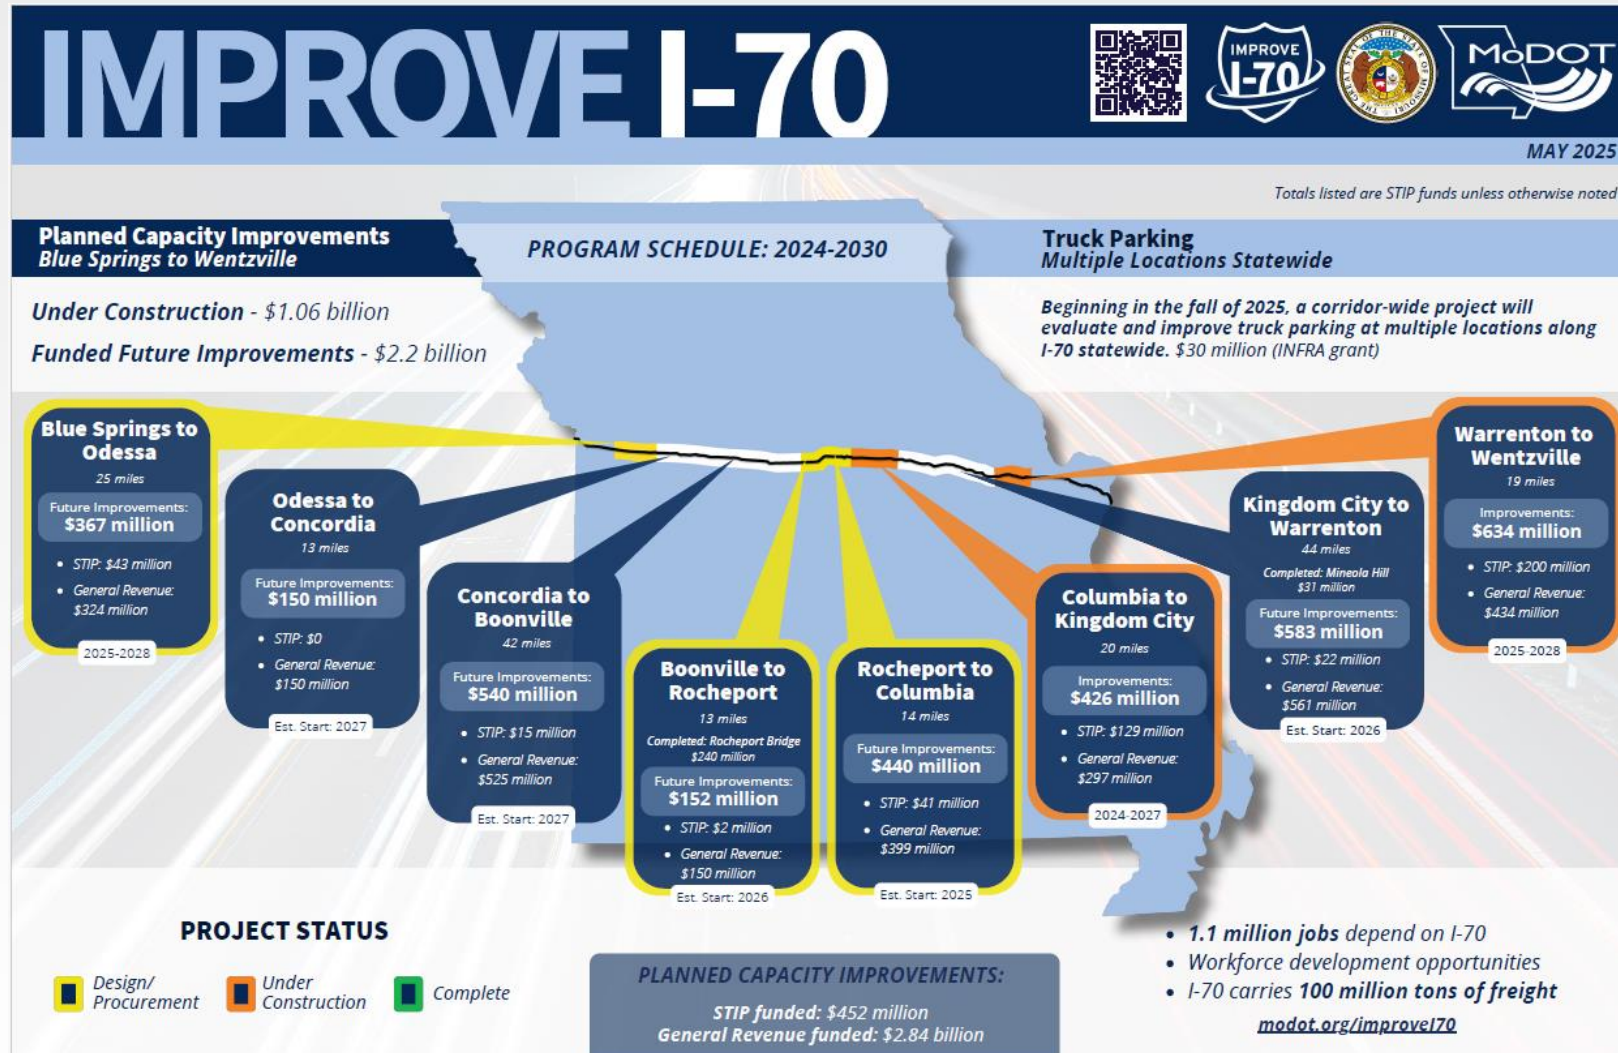 IMPROVE I-70
IMPROVE
I-70
MoDOT
MAY 2025
Totals listed are STIP funds unless otherwise noted
Planned Capacity Improvements
Blue Springs to Wentzville
PROGRAM SCHEDULE: 2024-2030
Truck Parking
Multiple Locations Statewide
Under Construction - $1.06 billion
Funded Future Improvements - $2.2 billion
Beginning in the fall of 2025, a corridor-wide project will
evaluate and improve truck parking at multiple locations along
I-70 statewide. $30 million (INFRA grant)
Blue Springs to
Odessa
25 miles
Future Improvements:
$367 million
• STIP: $43 million
• General Revenue:
$324 million
2025-2028
Odessa to
Concordia
13 miles
Future Improvements:
$150 million
• STIP: $0
• General Revenue:
$150 million
Est. Start: 2027
Concordia to
Boonville
42 miles
Future Improvements:
$540 million
• STIP: $15 million
• General Revenue:
$525 million
Est. Start: 2027
Boonville to
Rocheport
13 miles
Completed: Rocheport Bridge
$240 million
Future Improvements:
$152 million
• STIP: $2 million
• General Revenue:
$150 million
Est. Start: 2026
Rocheport to
Columbia
14 miles
Future Improvements:
$440 million
• STIP: $41 million
• General Revenue:
$399 million
Est. Start: 2025
Columbia to
Kingdom City
20 miles
Improvements:
$426 million
• STIP: $129 million
• General Revenue:
$297 million
2024-2027
Kingdom City to
Warrenton
44 miles
Completed: Mineola Hill
$31 million
Future Improvements:
$583 million
• STIP: $22 million
• General Revenue:
$561 million
Est. Start: 2026
Warrenton to
Wentzville
19 miles
Improvements:
$634 million
• STIP: $200 million
• General Revenue:
$434 million
2025-2028
PROJECT STATUS
Design/
Procurement
Under
Construction
Complete
PLANNED CAPACITY IMPROVEMENTS:
STIP funded: $452 million
General Revenue funded: $2.84 billion
• 1.1 million jobs depend on I-70
• Workforce development opportunities
• I-70 carries 100 million tons of freight
modot.org/improveI70